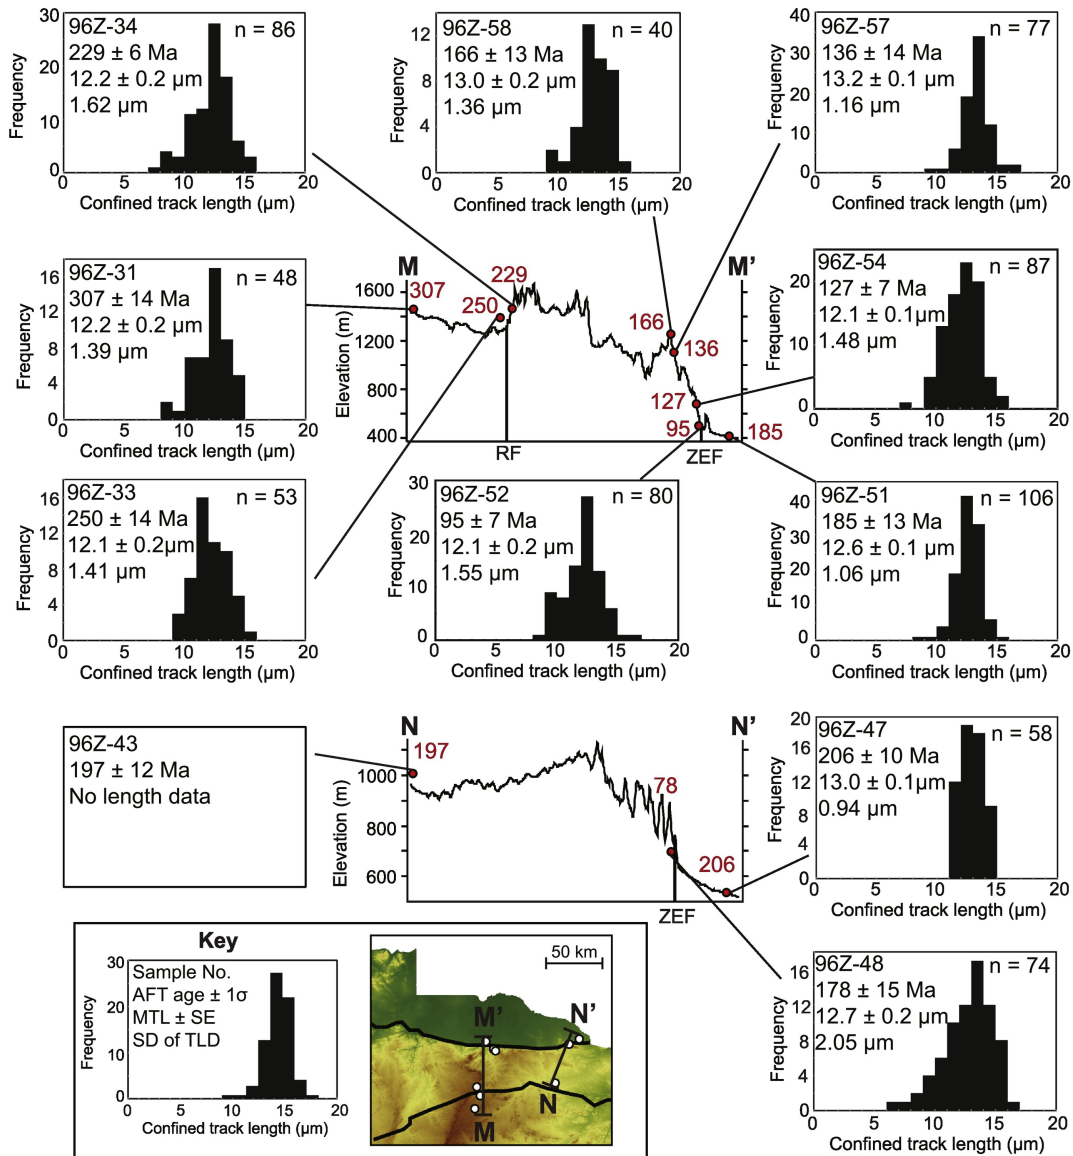 96Z-34
229 ± 6 Ma
12.2 ± 0.2 µm
1.62 µm
n = 86
Frequency
30
20
10
0
0 5 10 15 20
Confined track length (µm)
96Z-58
166 ± 13 Ma
13.0 ± 0.2 µm
1.36 µm
n = 40
Frequency
12
8
4
0
0 5 10 15 20
Confined track length (µm)
96Z-57
136 ± 14 Ma
13.2 ± 0.1 µm
1.16 µm
n = 77
Frequency
40
30
20
10
0
0 5 10 15 20
Confined track length (µm)
96Z-31
307 ± 14 Ma
12.2 ± 0.2 µm
1.39 µm
n = 48
Frequency
16
12
8
4
0
0 5 10 15 20
Confined track length (µm)
M
M'
Elevation (m)
1600
1200
800
400
307
250
229
166
136
127
95
185
RF
ZEF
96Z-54
127 ± 7 Ma
12.1 ± 0.1µm
1.48 µm
n = 87
Frequency
20
10
0
0 5 10 15 20
Confined track length (µm)
96Z-33
250 ± 14 Ma
12.1 ± 0.2µm
1.41 µm
n = 53
Frequency
16
12
8
4
0
0 5 10 15 20
Confined track length (µm)
96Z-52
95 ± 7 Ma
12.1 ± 0.2 µm
1.55 µm
n = 80
Frequency
30
20
10
0
0 5 10 15 20
Confined track length (µm)
96Z-51
185 ± 13 Ma
12.6 ± 0.1 µm
1.06 µm
n = 106
Frequency
40
30
20
10
0
0 5 10 15 20
Confined track length (µm)
96Z-43
197 ± 12 Ma
No length data
N
N'
Elevation (m)
1000
800
600
197
78
206
ZEF
96Z-47
206 ± 10 Ma
13.0 ± 0.1µm
0.94 µm
n = 58
Frequency
20
16
12
8
4
0
0 5 10 15 20
Confined track length (µm)
Key
Sample No.
AFT age ± 1σ
MTL ± SE
SD of TLD
Frequency
30
20
10
0
0 5 10 15 20
Confined track length (µm)
50 km
M'
N'
N
M
96Z-48
178 ± 15 Ma
12.7 ± 0.2 µm
2.05 µm
n = 74
Frequency
16
12
8
4
0
0 5 10 15 20
Confined track length (µm)